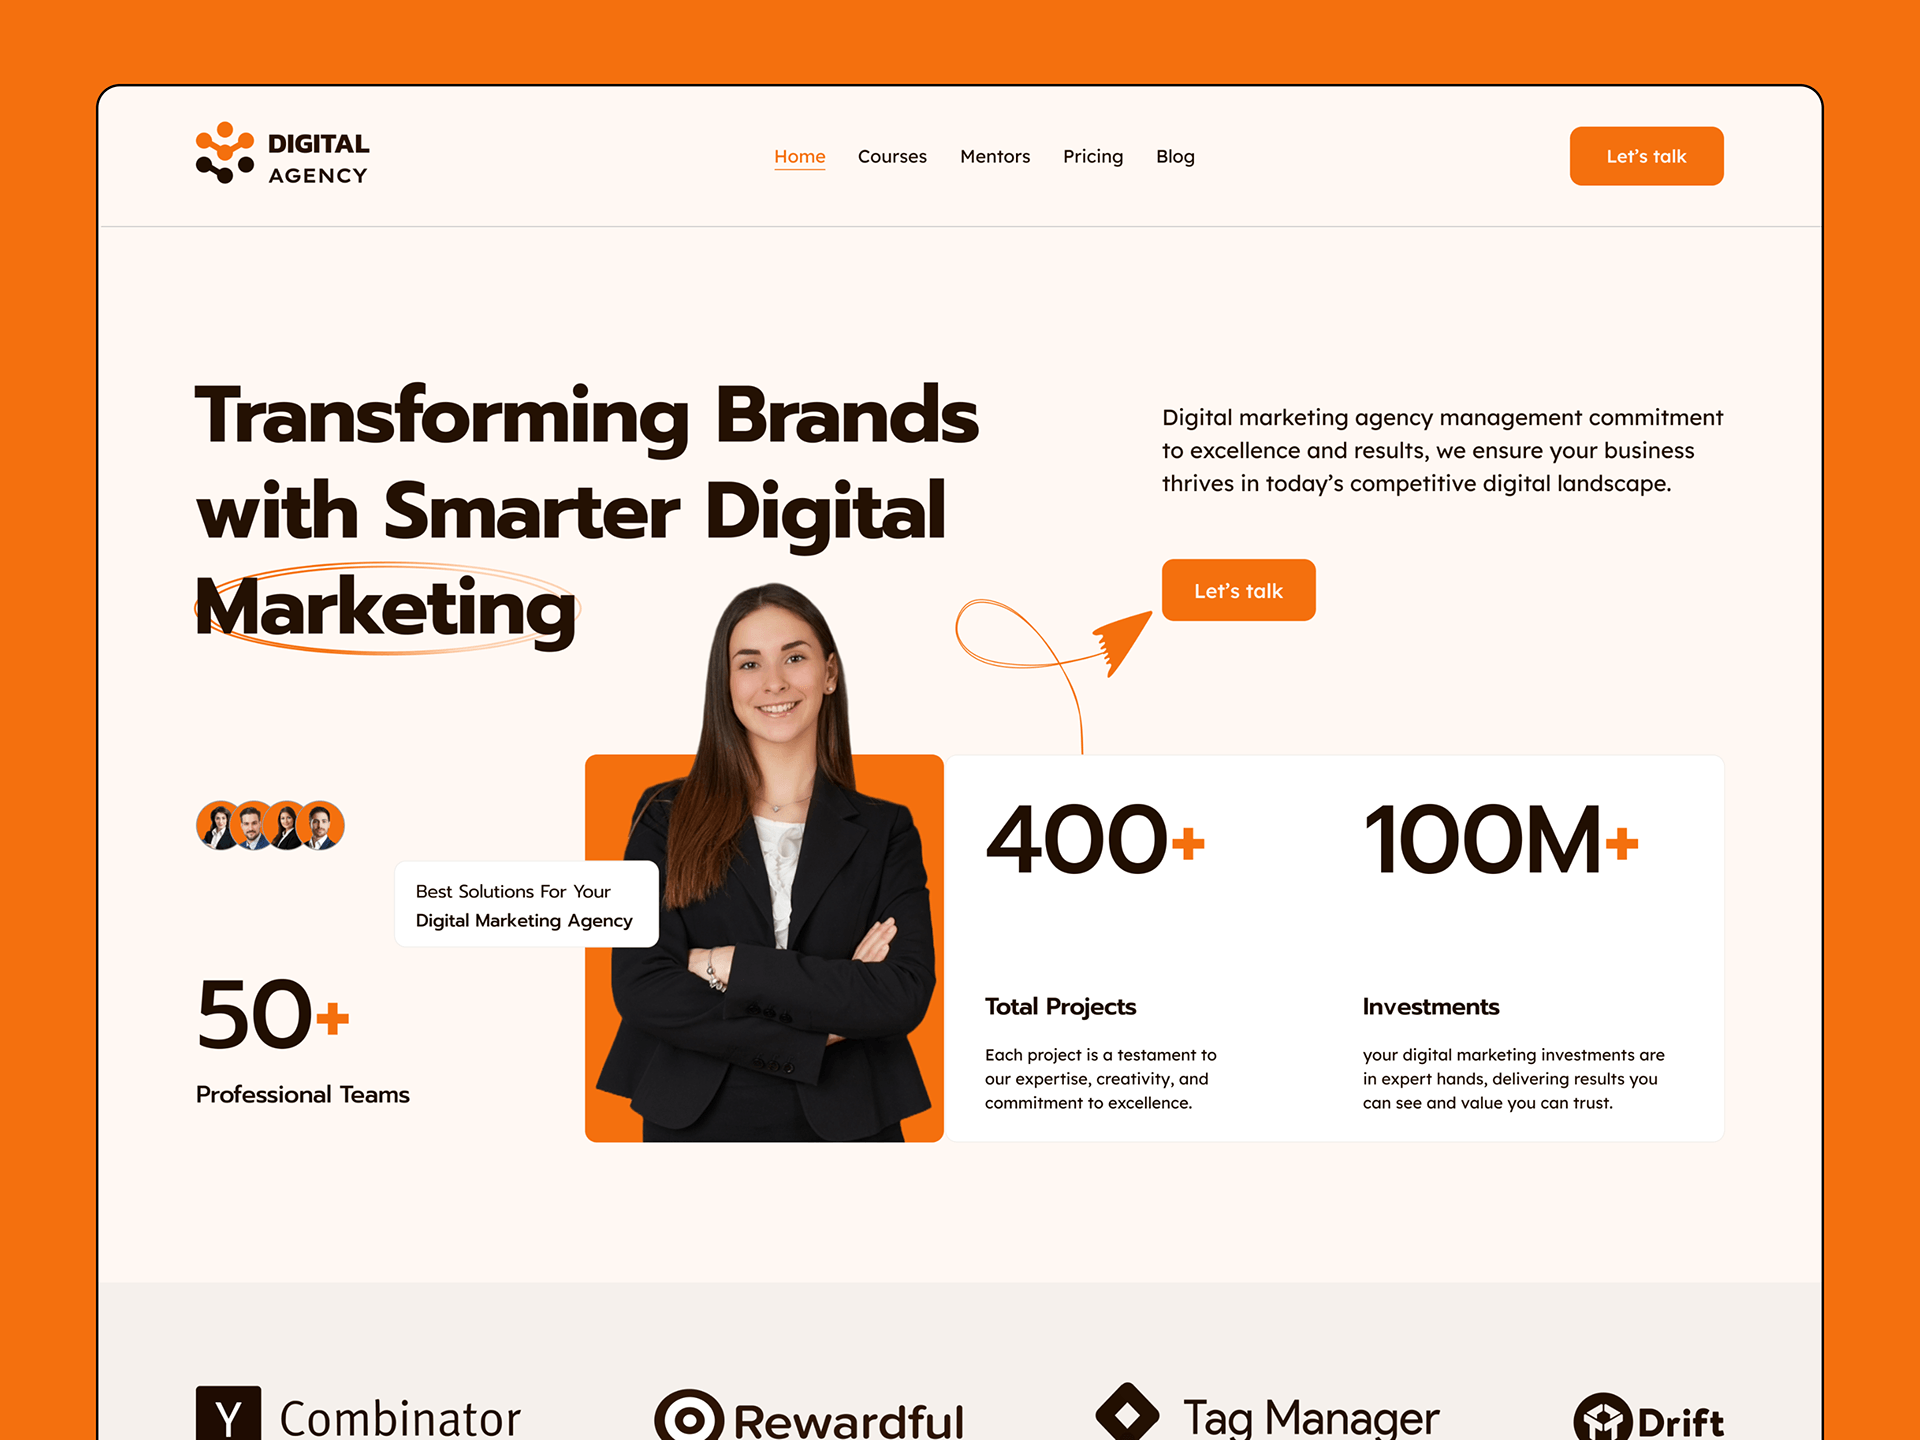 DIGITAL
AGENCY
Home
Courses
Mentors
Pricing
Blog
Let's talk
Transforming Brands
with Smarter Digital
Marketing
Digital marketing agency management commitment
to excellence and results, we ensure your business
thrives in today's competitive digital landscape.
Let's talk
Best Solutions For Your
Digital Marketing Agency
50+
Professional Teams
400+
Total Projects
Each project is a testament to
our expertise, creativity, and
commitment to excellence.
100M+
Investments
your digital marketing investments are
in expert hands, delivering results you
can see and value you can trust.
Y Combinator
Rewardful
Tag Manager
Drift